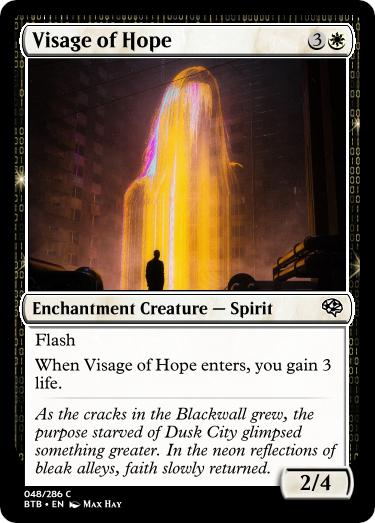 Visage of Hope 3
Enchantment Creature — Spirit
Flash
When Visage of Hope enters, you gain 3
life.
As the cracks in the Blackwall grew, the
purpose starved of Dusk City glimpsed
something greater. In the neon reflections of
bleak alleys, faith slowly returned.
2/4
048/286 C
BTB • EN Max Hay